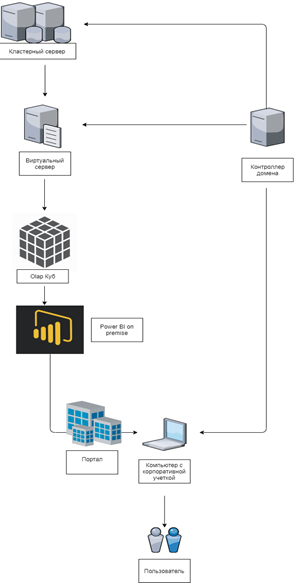 Кластерный сервер
Виртуальный
сервер
Контроллер
домена
Olap Куб
Power BI on
premise
Портал
Компьютер с
корпоративной
учеткой
Пользователь